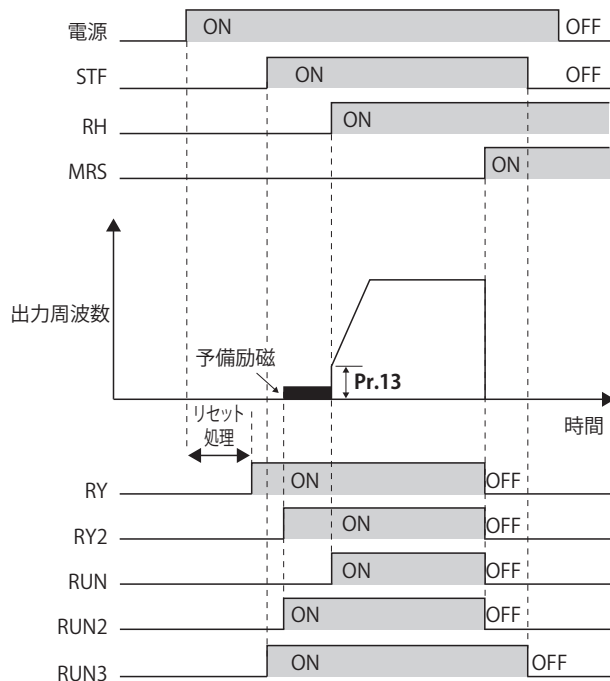 電源 ON OFF
STF ON OFF
RH ON
MRS ON
出力周波数
予備励磁
Pr.13
時間
リセット
処理
RY ON OFF
RY2 ON OFF
RUN ON OFF
RUN2 ON OFF
RUN3 ON OFF